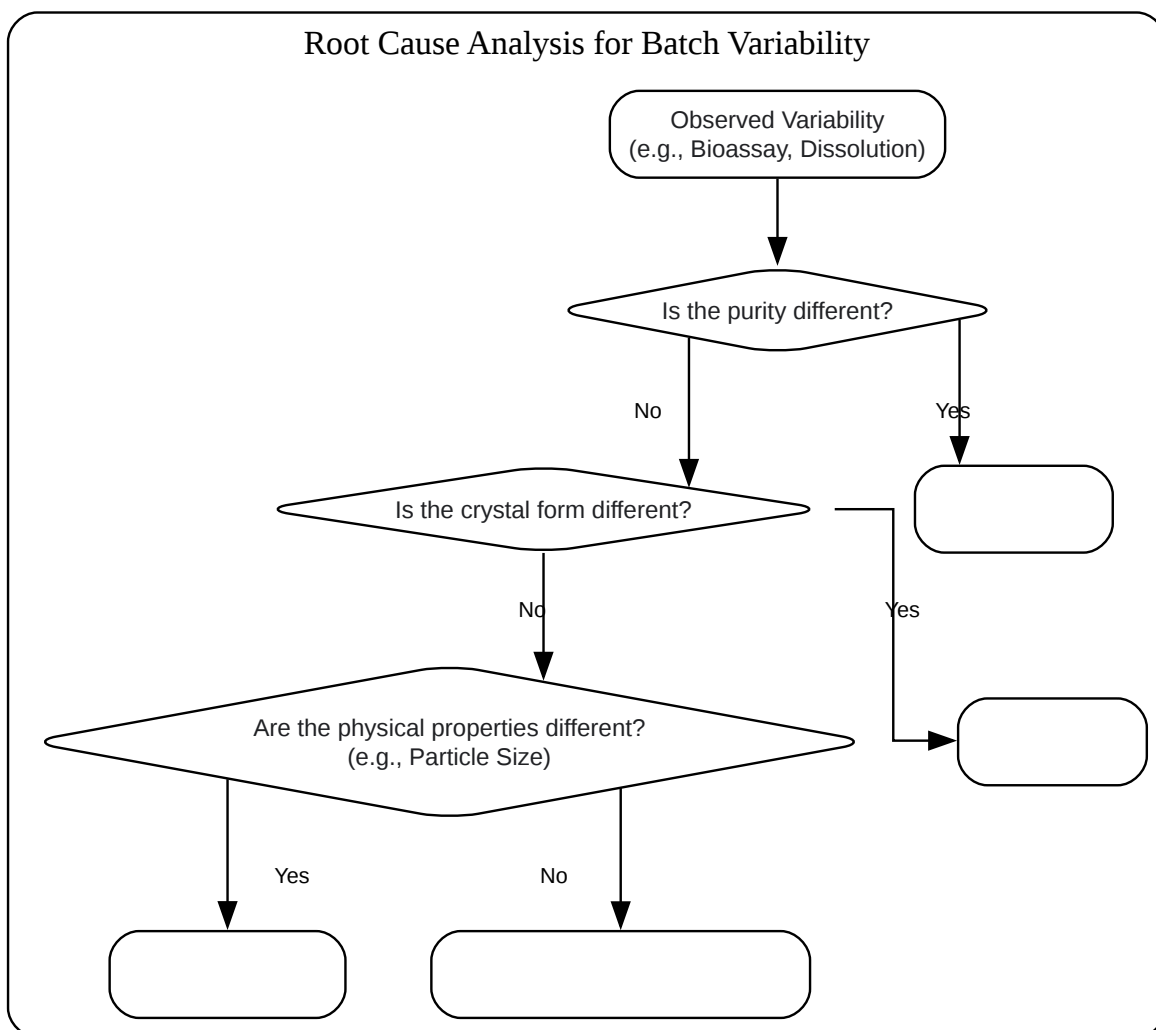 Root Cause Analysis for Batch Variability
Observed Variability
(e.g., Bioassay, Dissolution)
Is the purity different?
No
Yes
Is the crystal form different?
No
Yes
Are the physical properties different?
(e.g., Particle Size)
Yes
No